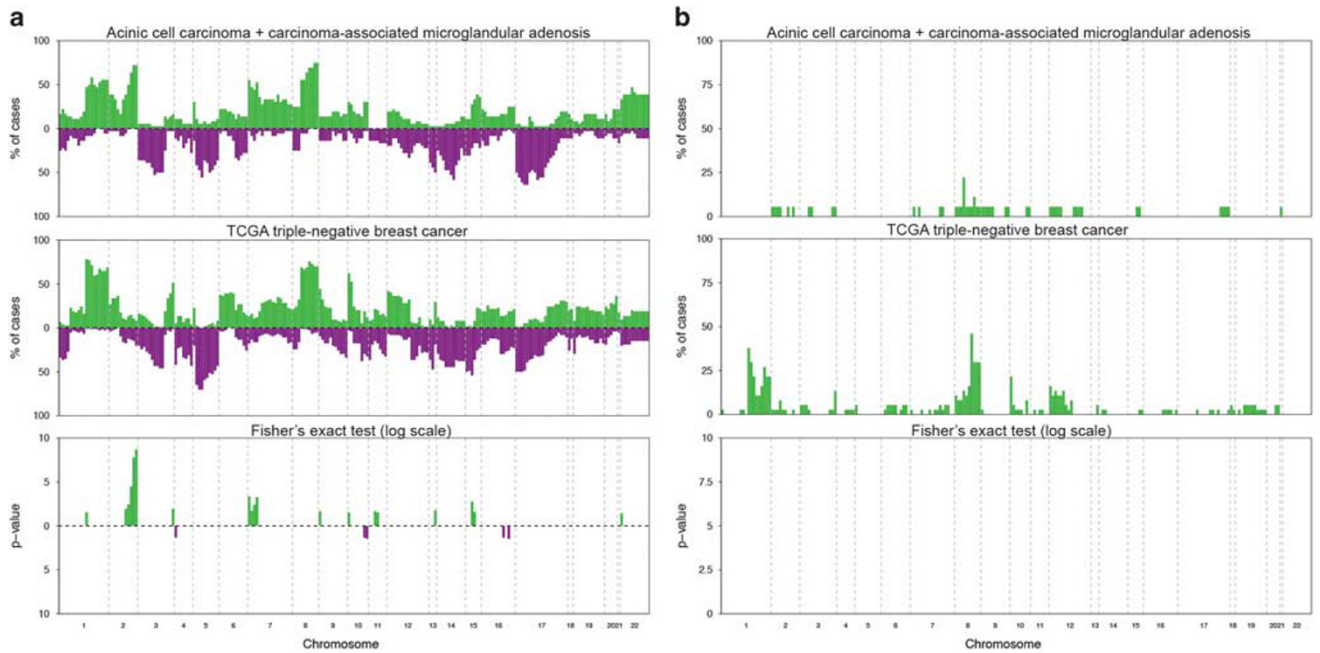 a
Acinic cell carcinoma + carcinoma-associated microglandular adenosis
100
50
0
50
100
% of cases
TCGA triple-negative breast cancer
100
50
0
50
100
% of cases
Fisher's exact test (log scale)
10
5
0
5
10
p-value
1 2 3 4 5 6 7 8 9 10 11 12 13 14 15 16 17 18 19 2021 22
Chromosome
b
Acinic cell carcinoma + carcinoma-associated microglandular adenosis
100
75
50
25
0
% of cases
TCGA triple-negative breast cancer
100
75
50
25
0
% of cases
Fisher's exact test (log scale)
10
7.5
5
2.5
0
p-value
1 2 3 4 5 6 7 8 9 10 11 12 13 14 15 16 17 18 19 2021 22
Chromosome